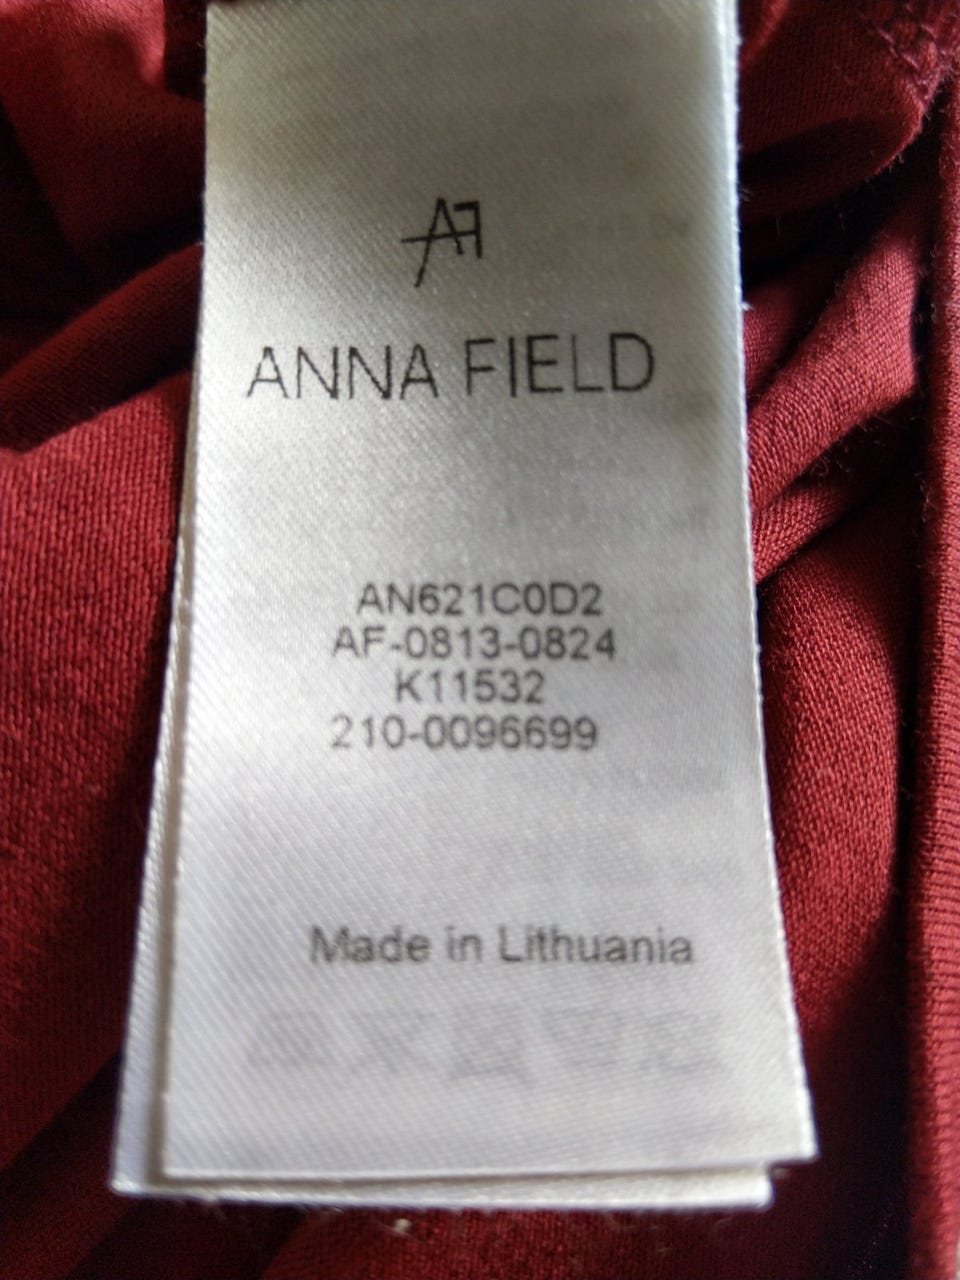 AF
ANNA FIELD
AN621C0D2
AF-0813-0824
K11532
210-0096699
Made in Lithuania